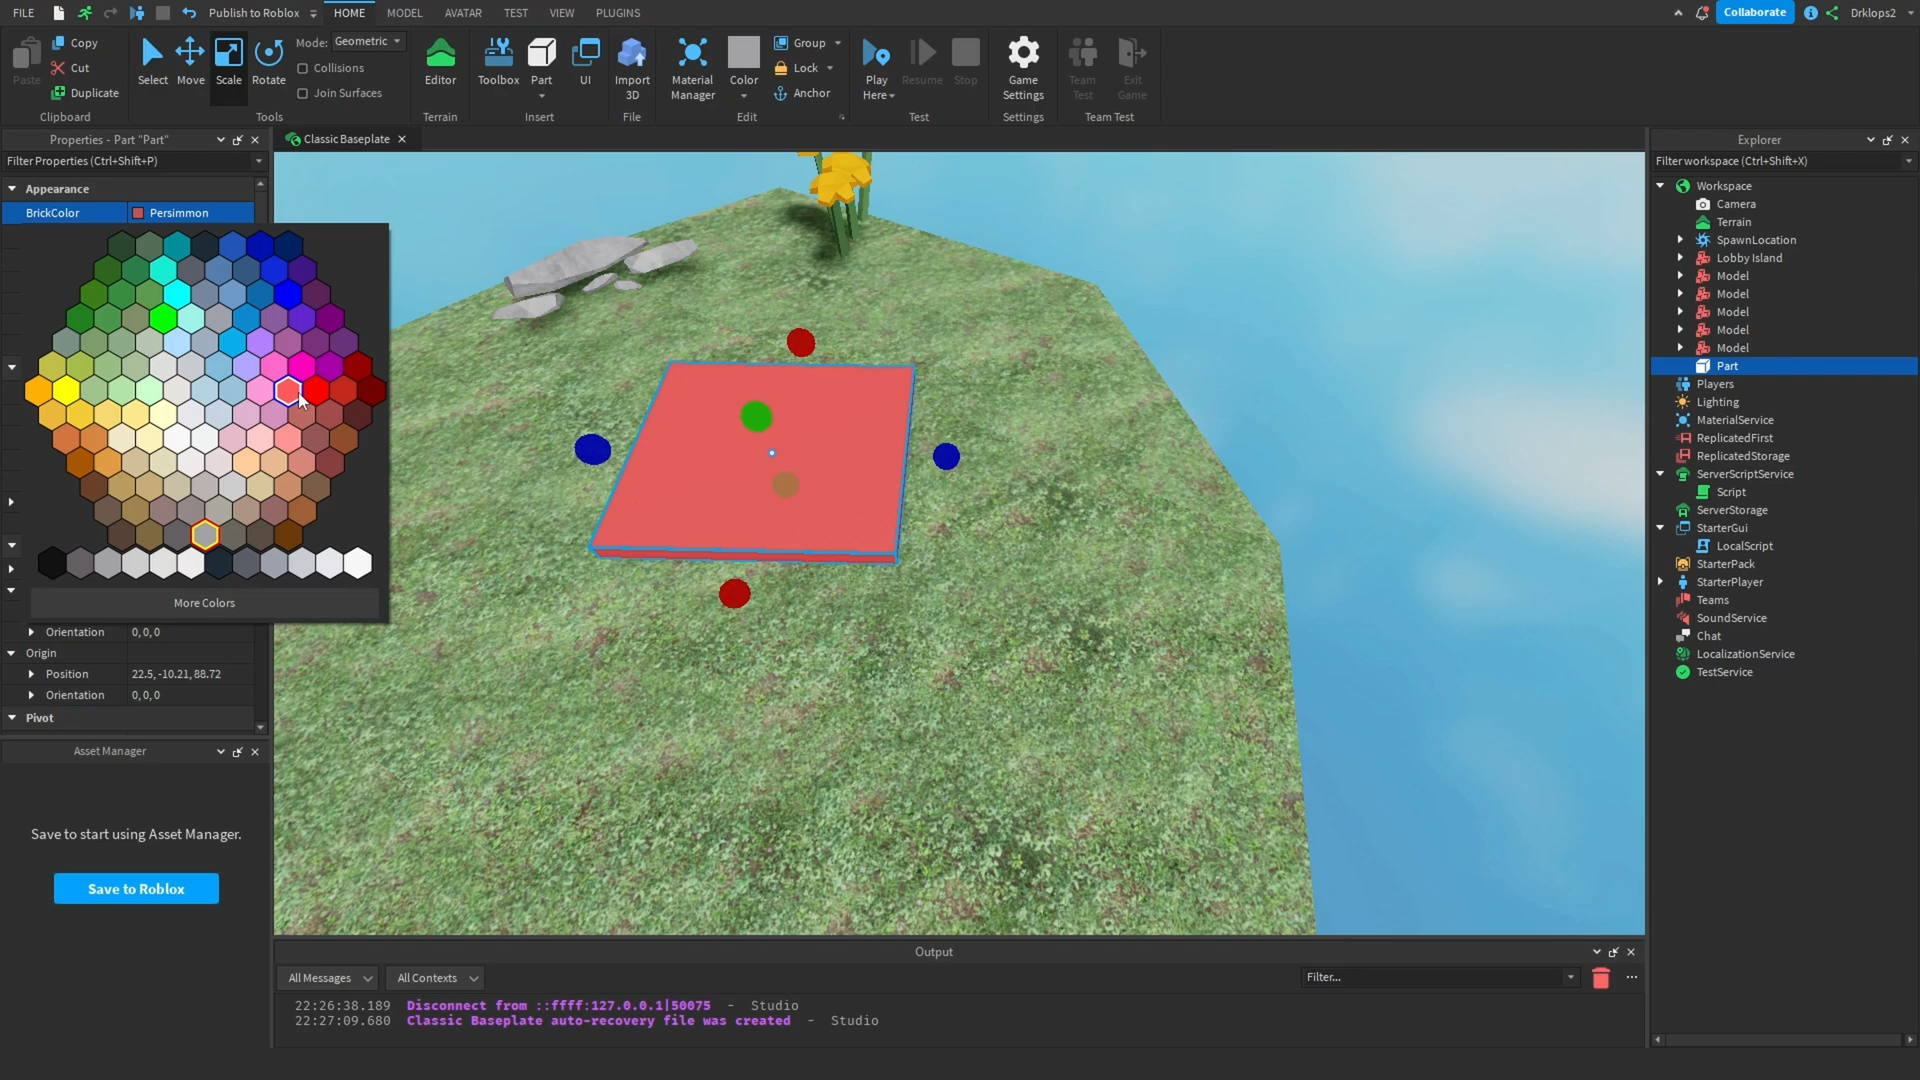 FILE Publish to Roblox HOME MODEL AVATAR TEST VIEW PLUGINS Collaborate Drklops2
Paste Copy Cut Duplicate Clipboard
Select Move Scale Rotate Mode: Geometric Collisions Join Surfaces Tools
Editor Terrain
Toolbox Part UI Insert
Import 3D File
Material Manager Color Group Lock Anchor Edit
Play Here Resume Stop Test
Game Settings Settings
Team Test Exit Game Team Test
Properties - Part "Part"
Filter Properties (Ctrl+Shift+P)
Appearance
BrickColor Persimmon
More Colors
Orientation 0, 0, 0
Origin
Position 22.5, -10.21, 88.72
Orientation 0, 0, 0
Pivot
Asset Manager
Save to start using Asset Manager.
Save to Roblox
Classic Baseplate
Output
All Messages All Contexts Filter...
22:26:38.189 Disconnect from ::ffff:127.0.0.1|50075 - Studio
22:27:09.680 Classic Baseplate auto-recovery file was created - Studio
Explorer
Filter workspace (Ctrl+Shift+X)
Workspace
Camera
Terrain
SpawnLocation
Lobby Island
Model
Model
Model
Model
Model
Part
Players
Lighting
MaterialService
ReplicatedFirst
ReplicatedStorage
ServerScriptService
Script
ServerStorage
StarterGui
LocalScript
StarterPack
StarterPlayer
Teams
SoundService
Chat
LocalizationService
TestService